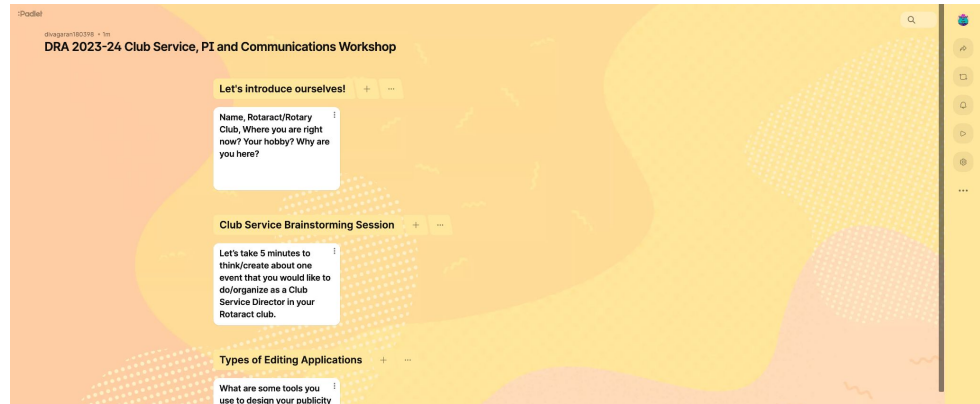 :Padlet
divagaran180398 • 1m
DRA 2023-24 Club Service, PI and Communications Workshop
Let's introduce ourselves!
Name, Rotaract/Rotary
Club, Where you are right
now? Your hobby? Why are
you here?
Club Service Brainstorming Session
Let's take 5 minutes to
think/create about one
event that you would like to
do/organize as a Club
Service Director in your
Rotaract club.
Types of Editing Applications
What are some tools you
use to design your publicity